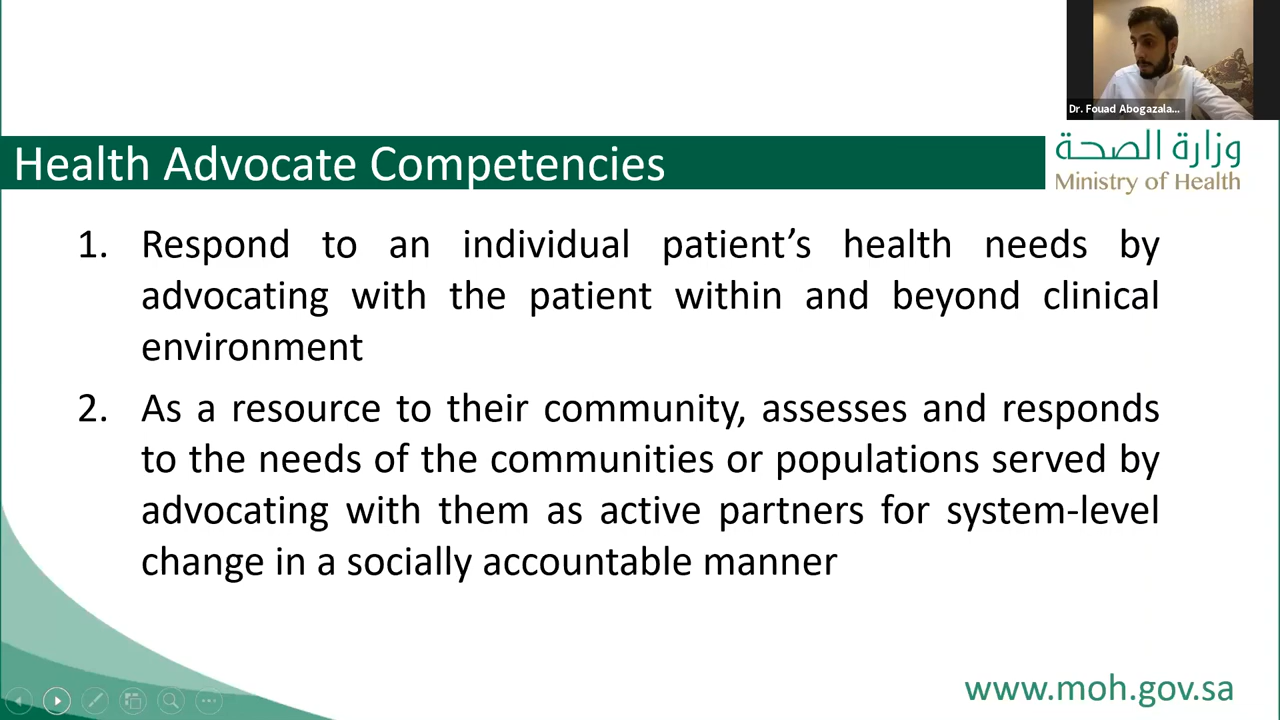 Dr. Fouad Abogazala...
وزارة الصحة
Ministry of Health
Health Advocate Competencies
1. Respond to an individual patient’s health needs by
advocating with the patient within and beyond clinical
environment
2. As a resource to their community, assesses and responds
to the needs of the communities or populations served by
advocating with them as active partners for system-level
change in a socially accountable manner
www.moh.gov.sa